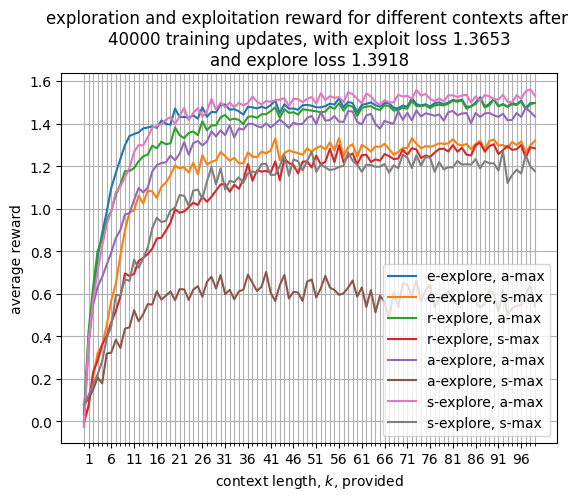 exploration and exploitation reward for different contexts after
40000 training updates, with exploit loss 1.3653
and explore loss 1.3918
average reward
1.6
1.4
1.2
1.0
0.8
0.6
0.4
0.2
0.0
e-explore, a-max
e-explore, s-max
r-explore, a-max
r-explore, s-max
a-explore, a-max
a-explore, s-max
s-explore, a-max
s-explore, s-max
1 6 11 16 21 26 31 36 41 46 51 56 61 66 71 76 81 86 91 96
context length, k, provided